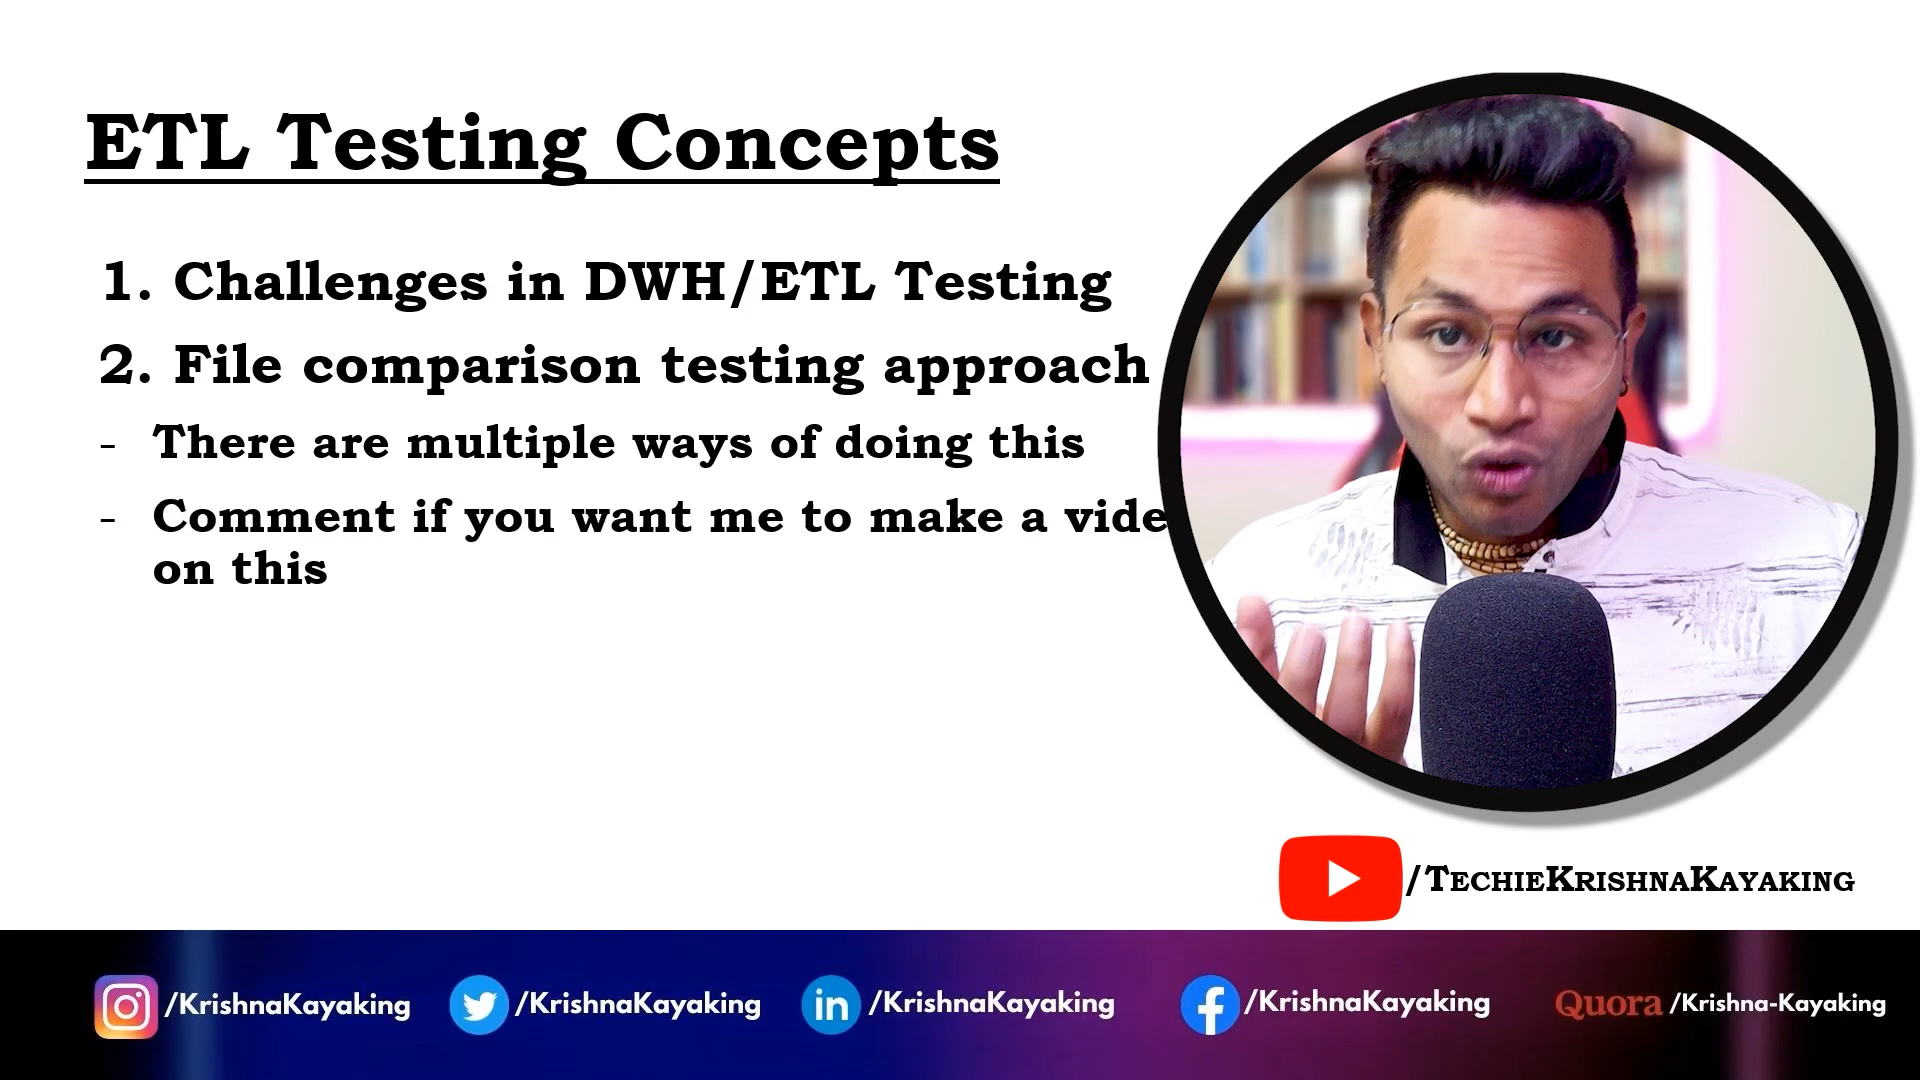 ETL Testing Concepts
1. Challenges in DWH/ETL Testing
2. File comparison testing approach
- There are multiple ways of doing this
- Comment if you want me to make a vide
on this
/TechieKrishnaKayaking
/KrishnaKayaking
/KrishnaKayaking
in /KrishnaKayaking
/KrishnaKayaking
Quora /Krishna-Kayaking